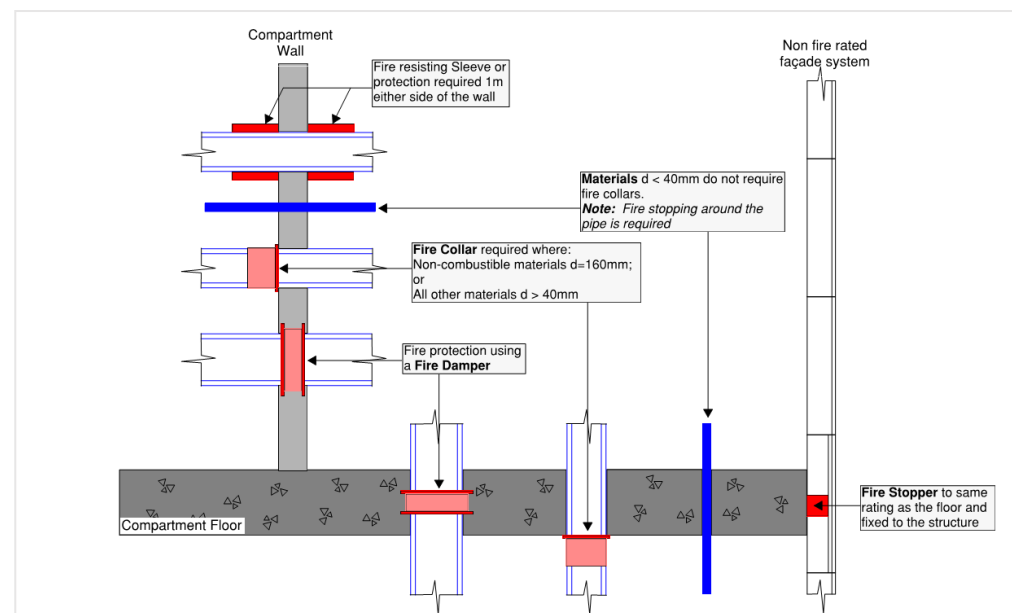 Compartment
Wall
Non fire rated
façade system
Fire resisting Sleeve or
protection required 1m
either side of the wall
Materials d < 40mm do not require
fire collars.
Note: Fire stopping around the
pipe is required
Fire Collar required where:
Non-combustible materials d=160mm;
or
All other materials d > 40mm
Fire protection using
a Fire Damper
Fire Stopper to same
rating as the floor and
fixed to the structure
Compartment Floor